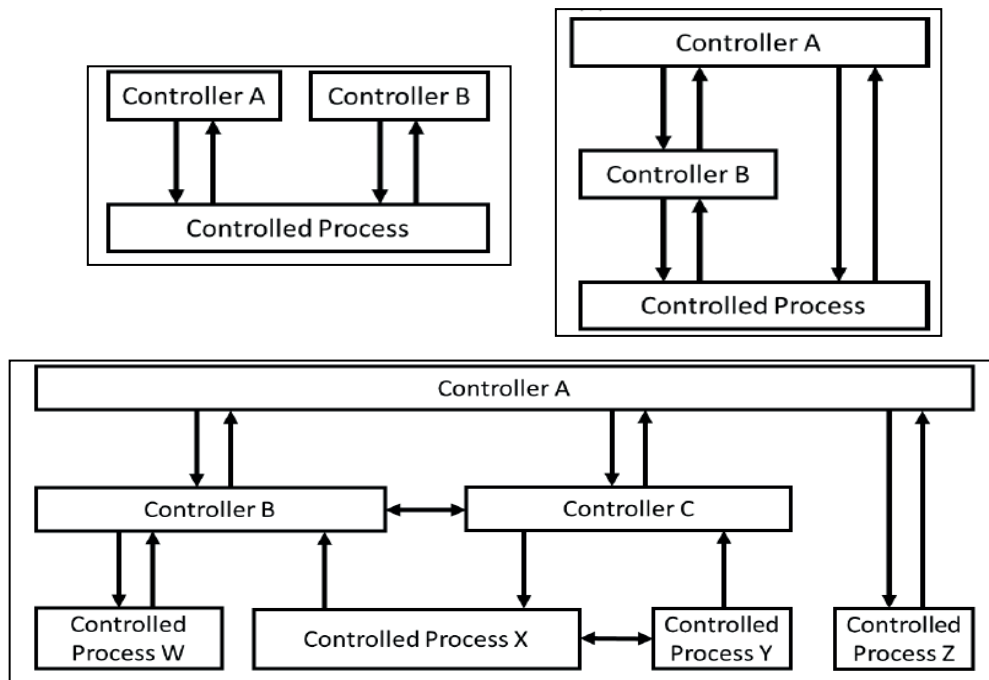 Controller A
Controller B
Controlled Process
Controller A
Controller B
Controlled Process
Controller A
Controller B
Controller C
Controlled
Process W
Controlled Process X
Controlled
Process Y
Controlled
Process Z